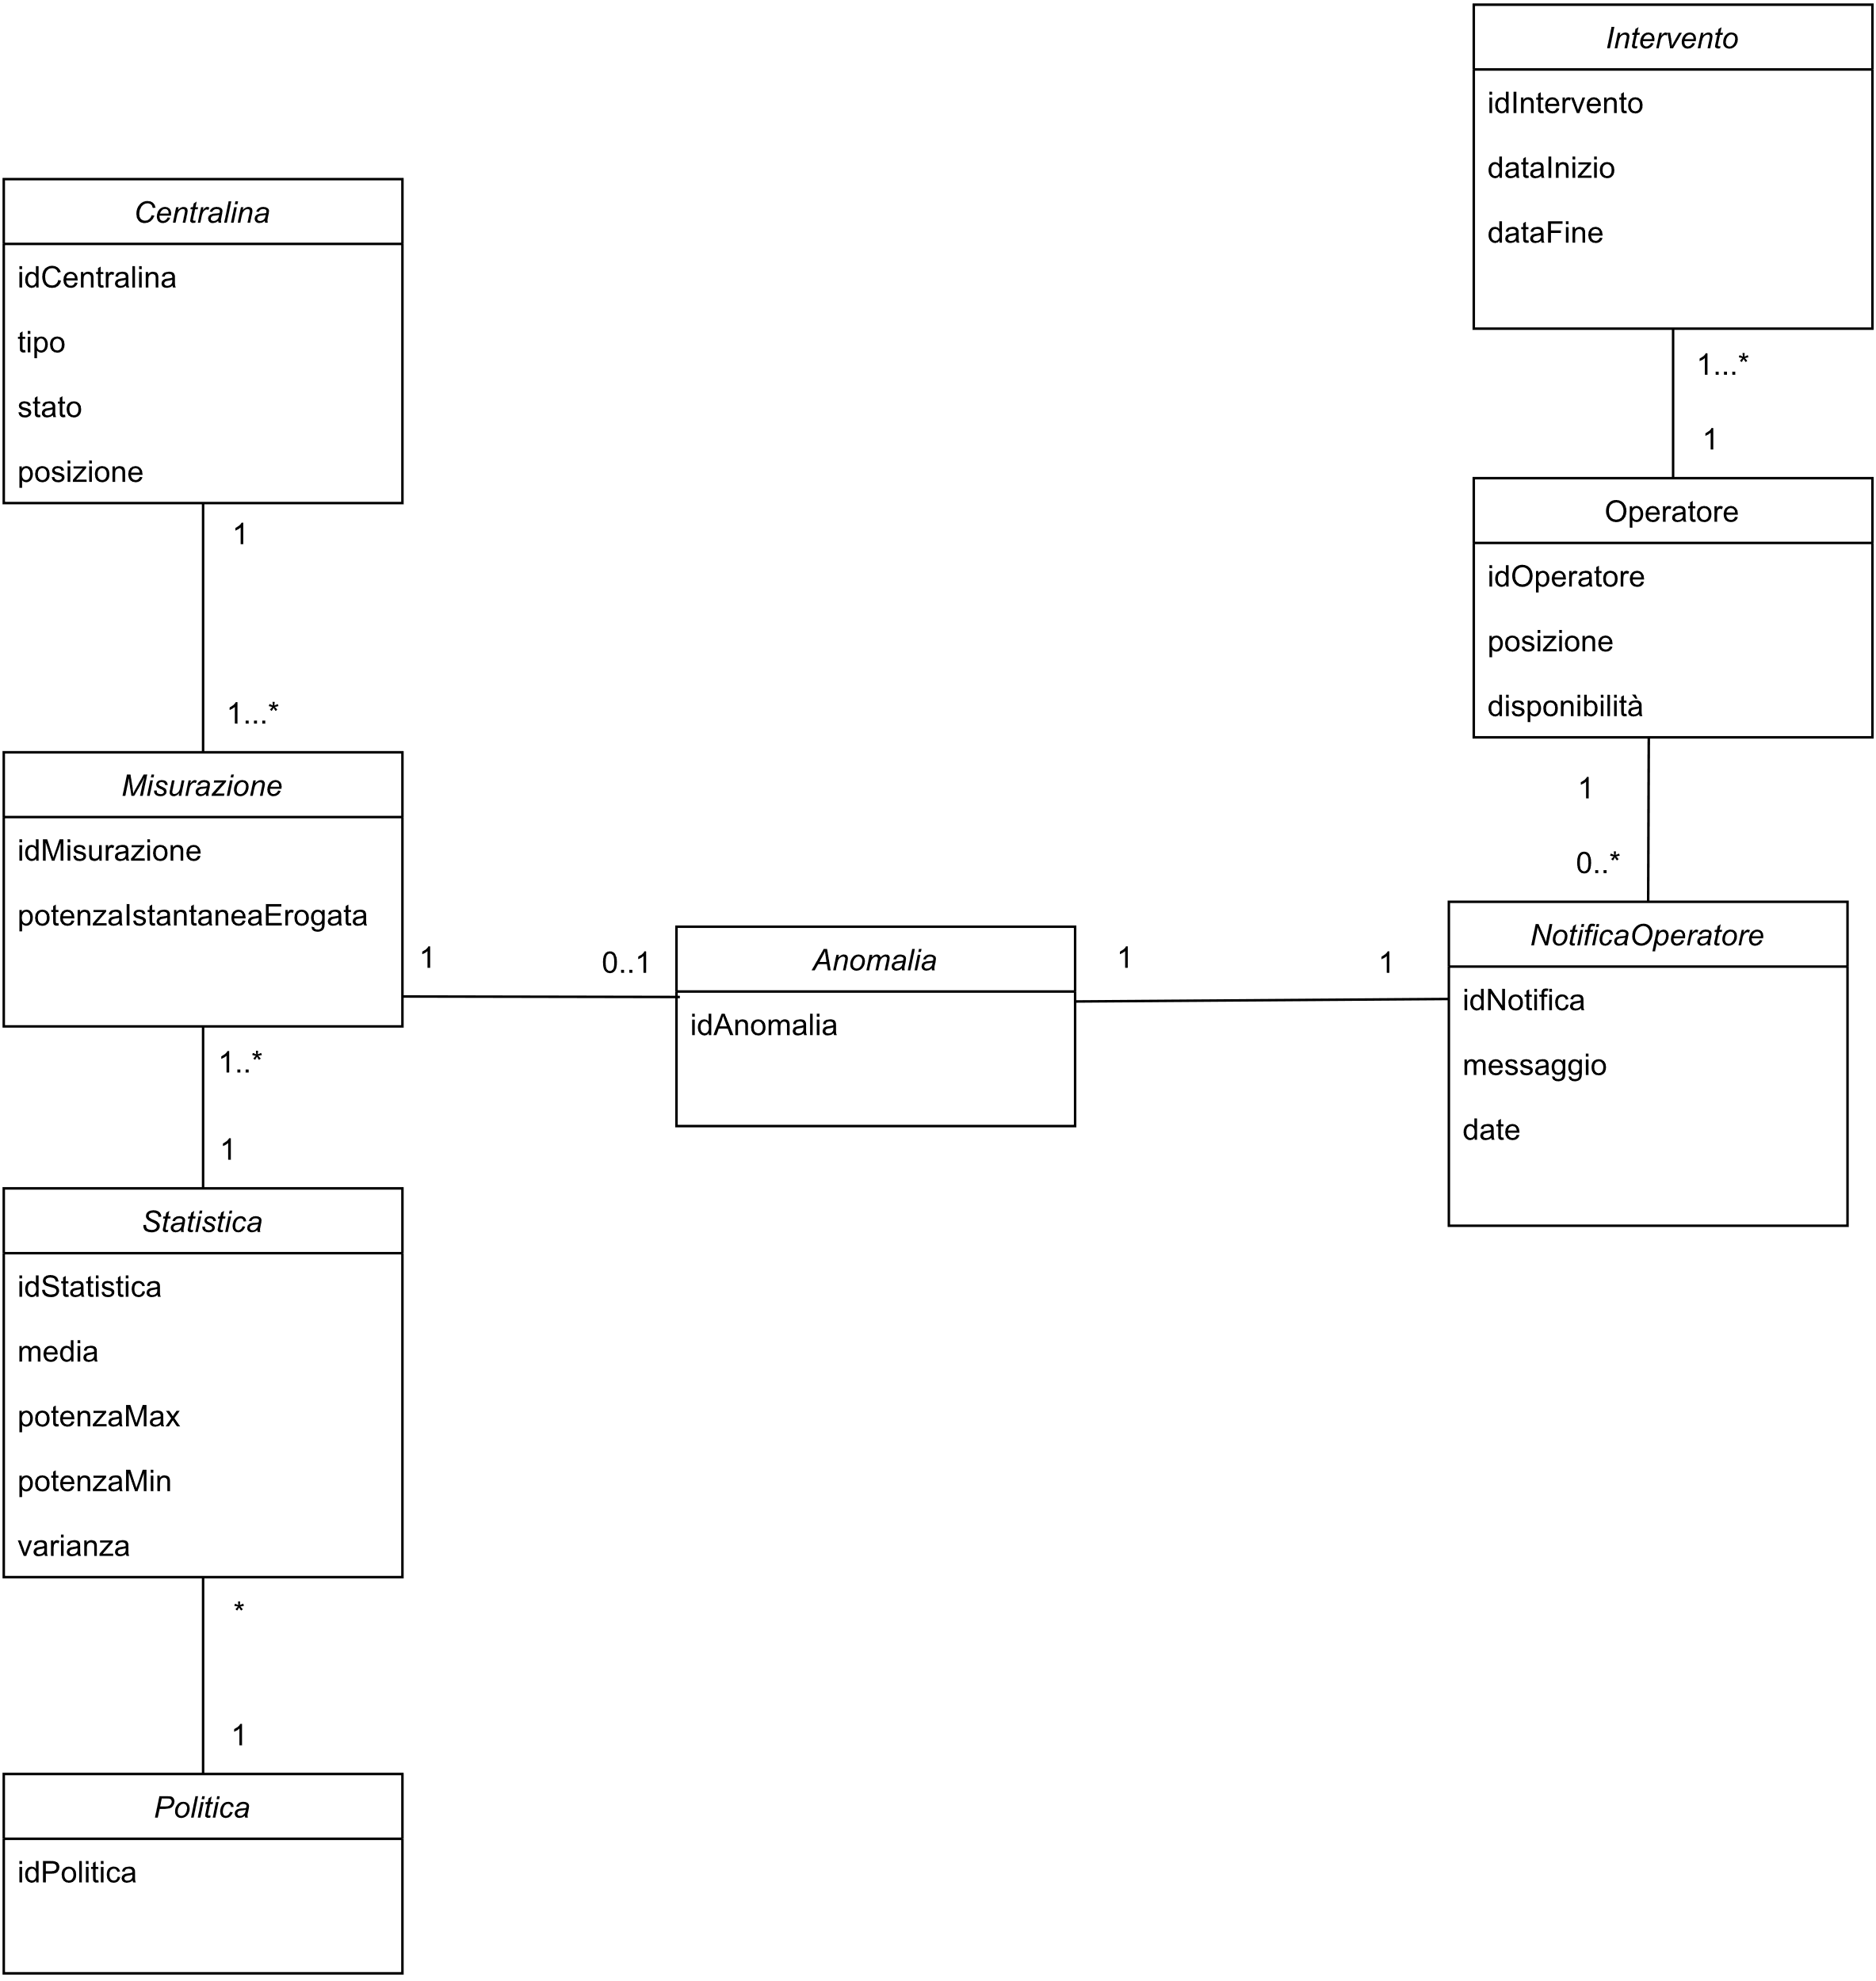 Intervento
idIntervento
dataInizio
dataFine
1...*
1
Operatore
idOperatore
posizione
disponibilità
1
0..*
NotificaOperatore
idNotifica
messaggio
date
Centralina
idCentralina
tipo
stato
posizione
1
1...*
Misurazione
idMisurazione
potenzaIstantaneaErogata
1
0..1
Anomalia
idAnomalia
1
1
1..*
1
Statistica
idStatistica
media
potenzaMax
potenzaMin
varianza
*
1
Politica
idPolitica